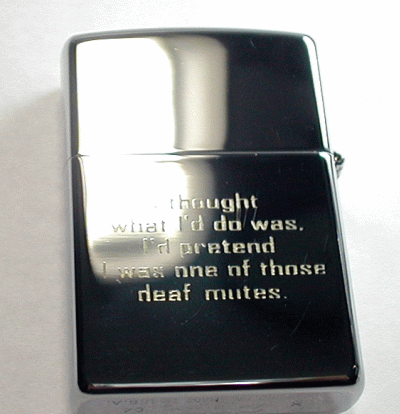 I thought
what I'd do was,
I'd pretend
I was one of those
deaf mutes.